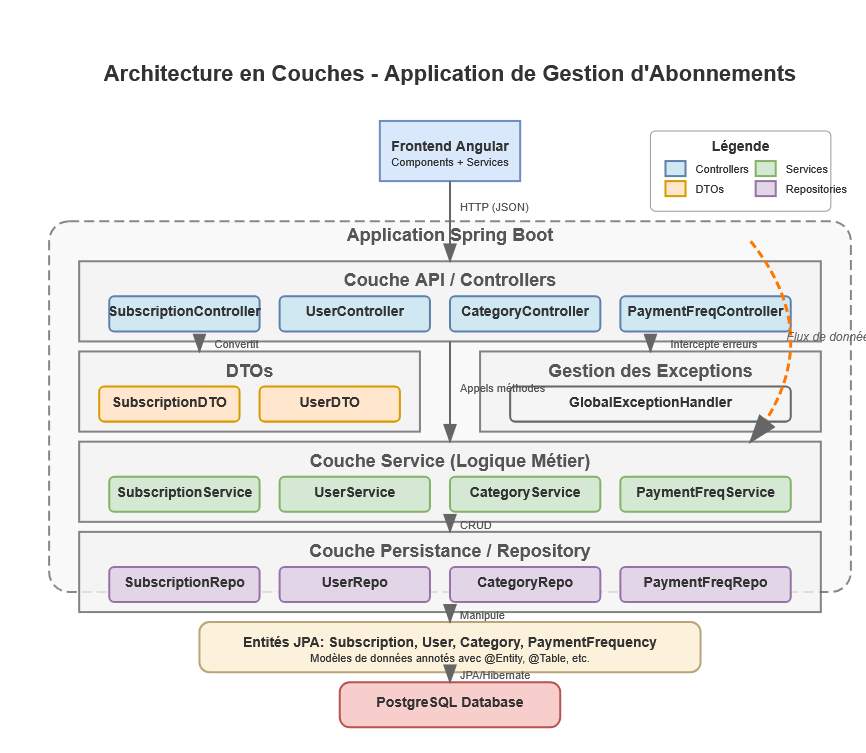 Architecture en Couches - Application de Gestion d'Abonnements
Frontend Angular
Components + Services
Légende
Controllers
Services
DTOs
Repositories
HTTP (JSON)
Application Spring Boot
Couche API / Controllers
SubscriptionController
UserController
CategoryController
PaymentFreqController
Convertit
Intercepte erreurs
Flux de donnée
DTOs
Gestion des Exceptions
Appels méthodes
SubscriptionDTO
UserDTO
GlobalExceptionHandler
Couche Service (Logique Métier)
SubscriptionService
UserService
CategoryService
PaymentFreqService
CRUD
Couche Persistance / Repository
SubscriptionRepo
UserRepo
CategoryRepo
PaymentFreqRepo
Manipule
Entités JPA: Subscription, User, Category, PaymentFrequency
Modèles de données annotés avec @Entity, @Table, etc.
JPA/Hibernate
PostgreSQL Database